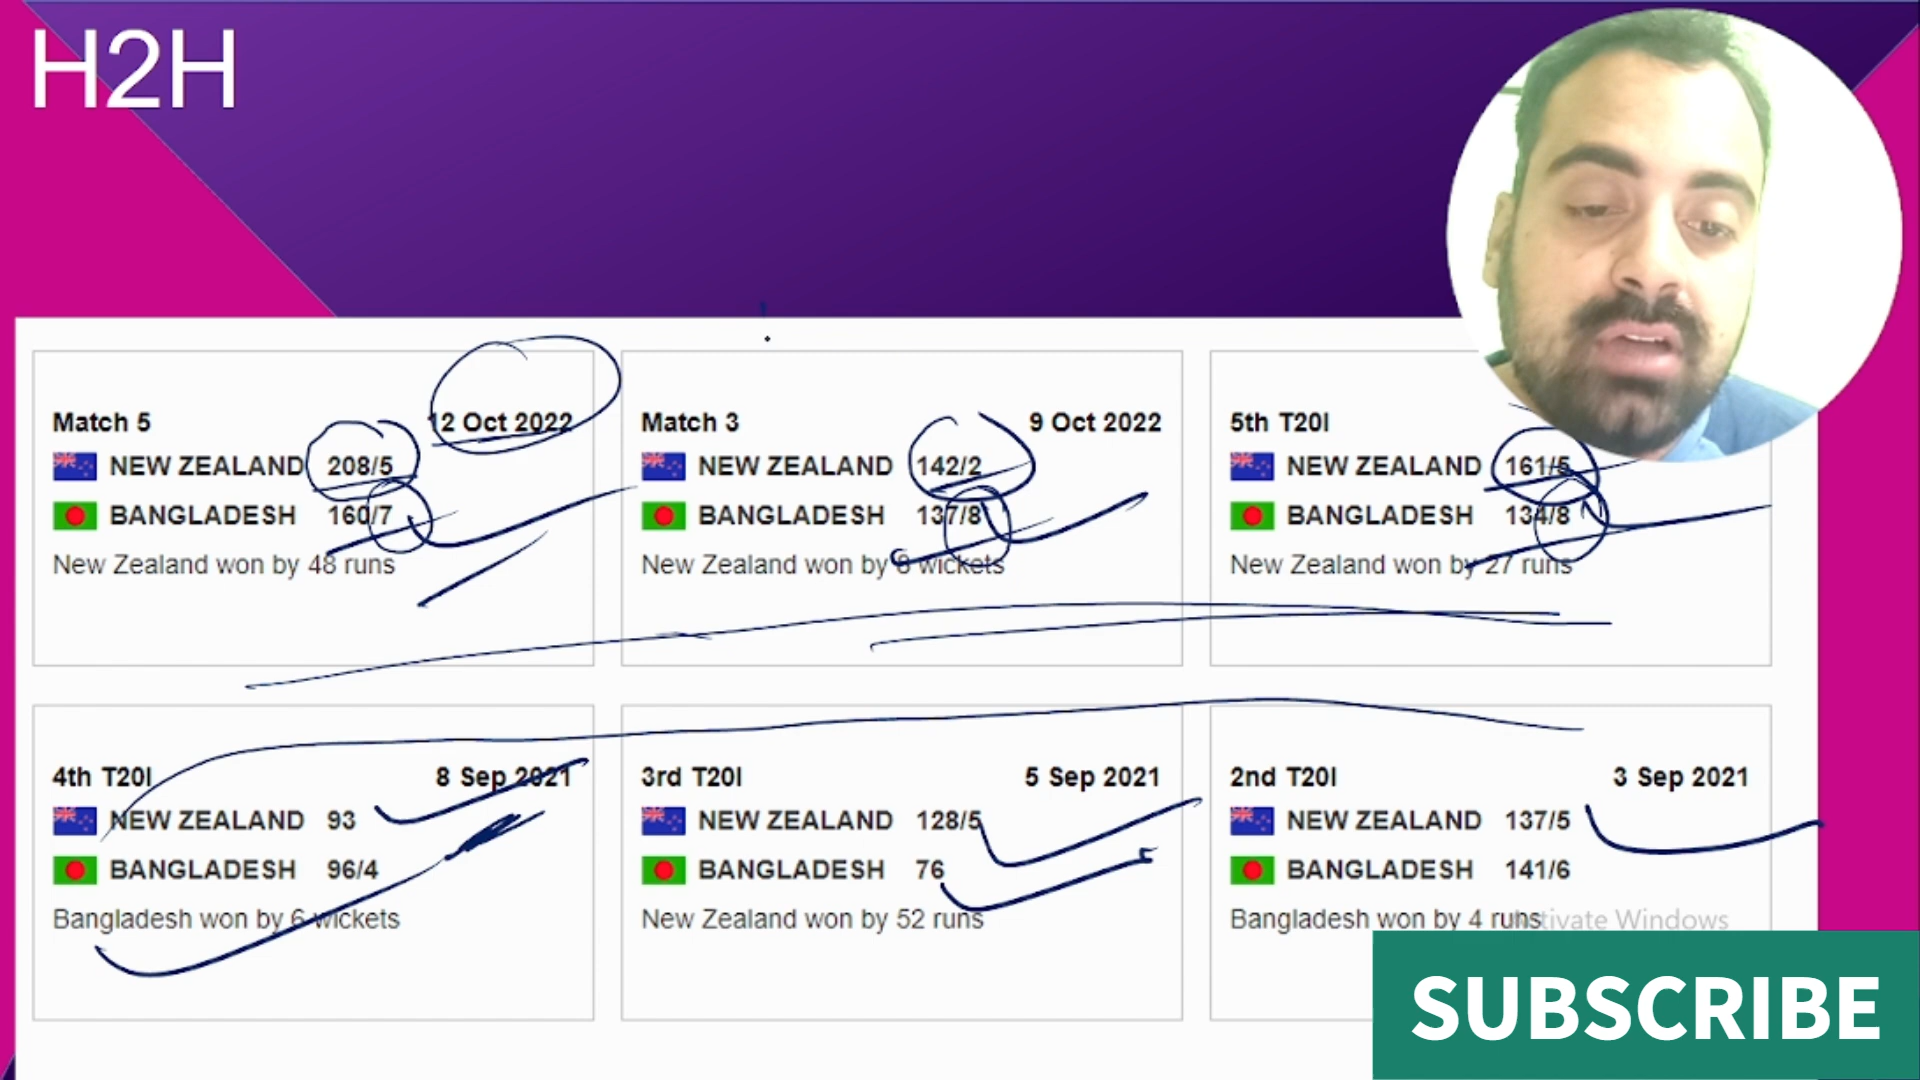 H2H
Match 5 12 Oct 2022
NEW ZEALAND 208/5
BANGLADESH 160/7
New Zealand won by 48 runs
Match 3 9 Oct 2022
NEW ZEALAND 142/2
BANGLADESH 137/8
New Zealand won by 8 wickets
5th T20I
NEW ZEALAND 161/5
BANGLADESH 134/8
New Zealand won by 27 runs
4th T20I 8 Sep 2021
NEW ZEALAND 93
BANGLADESH 96/4
Bangladesh won by 6 wickets
3rd T20I 5 Sep 2021
NEW ZEALAND 128/5
BANGLADESH 76
New Zealand won by 52 runs
2nd T20I 3 Sep 2021
NEW ZEALAND 137/5
BANGLADESH 141/6
Bangladesh won by 4 runs
Activate Windows
SUBSCRIBE